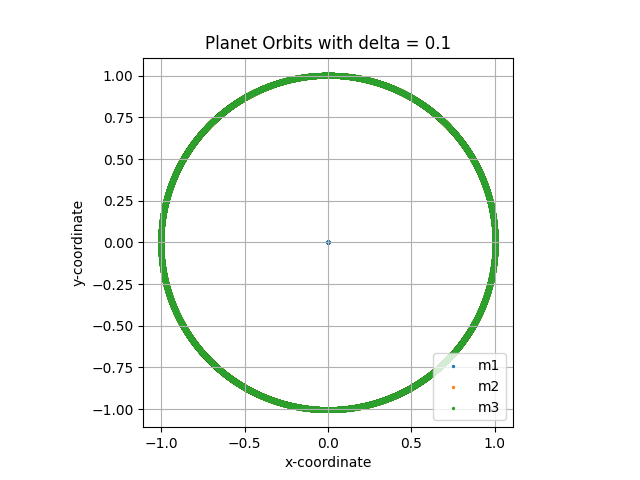 Planet Orbits with delta = 0.1
1.00
0.75
0.50
0.25
0.00
−0.25
−0.50
−0.75
−1.00
y-coordinate
m1
m2
m3
−1.0 −0.5 0.0 0.5 1.0
x-coordinate